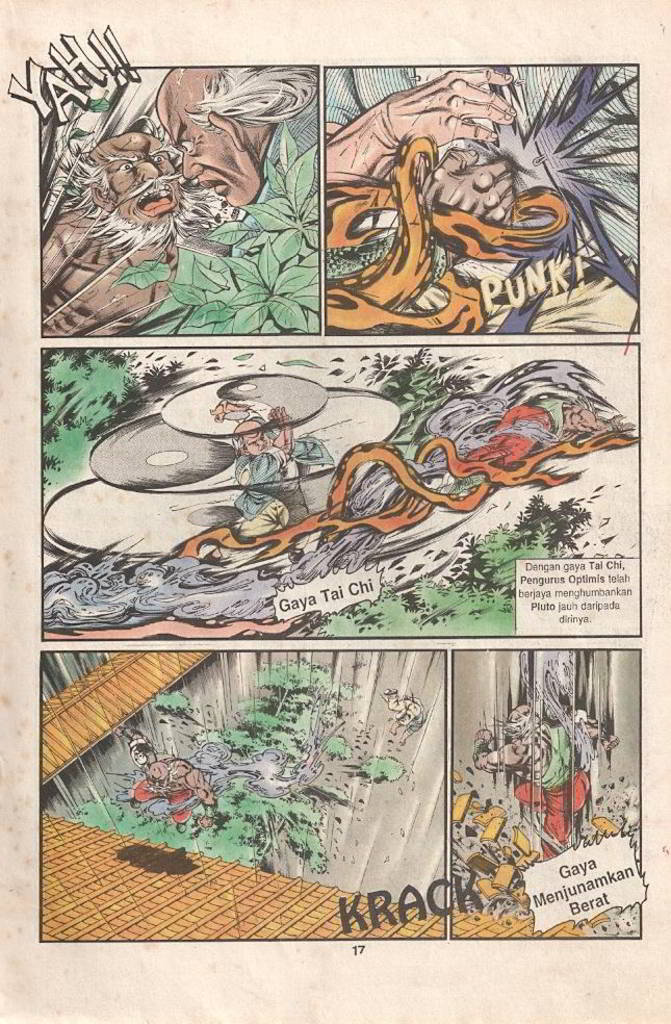 YAH!!!
PUNK!
Gaya Tai Chi
Dengan gaya Tai Chi,
Pengurus Optimis telah
berjaya menghumbankan
Pluto jauh daripada
dirinya.
KRACK
Gaya
Menjunamkan
Berat
17